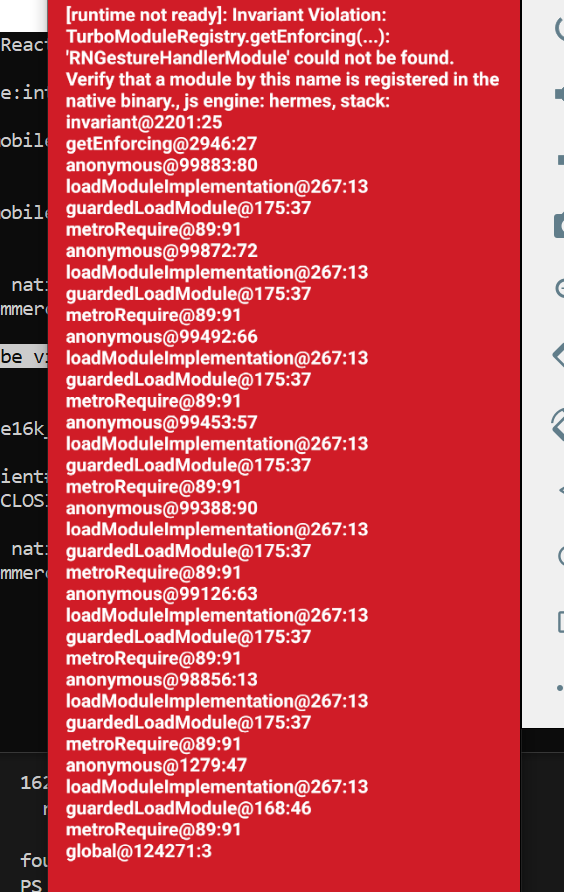 [runtime not ready]: Invariant Violation:
TurboModuleRegistry.getEnforcing(...):
'RNGestureHandlerModule' could not be found.
Verify that a module by this name is registered in the
native binary., js engine: hermes, stack:
invariant@2201:25
getEnforcing@2946:27
anonymous@99883:80
loadModuleImplementation@267:13
guardedLoadModule@175:37
metroRequire@89:91
anonymous@99872:72
loadModuleImplementation@267:13
guardedLoadModule@175:37
metroRequire@89:91
anonymous@99492:66
loadModuleImplementation@267:13
guardedLoadModule@175:37
metroRequire@89:91
anonymous@99453:57
loadModuleImplementation@267:13
guardedLoadModule@175:37
metroRequire@89:91
anonymous@99388:90
loadModuleImplementation@267:13
guardedLoadModule@175:37
metroRequire@89:91
anonymous@99126:63
loadModuleImplementation@267:13
guardedLoadModule@175:37
metroRequire@89:91
anonymous@98856:13
loadModuleImplementation@267:13
guardedLoadModule@175:37
metroRequire@89:91
anonymous@1279:47
loadModuleImplementation@267:13
guardedLoadModule@168:46
metroRequire@89:91
global@124271:3
React
e:in
obile
obile
nat
mmer
be v
e16k_
ient
CLOS
nat
mmer
162
fou
PS